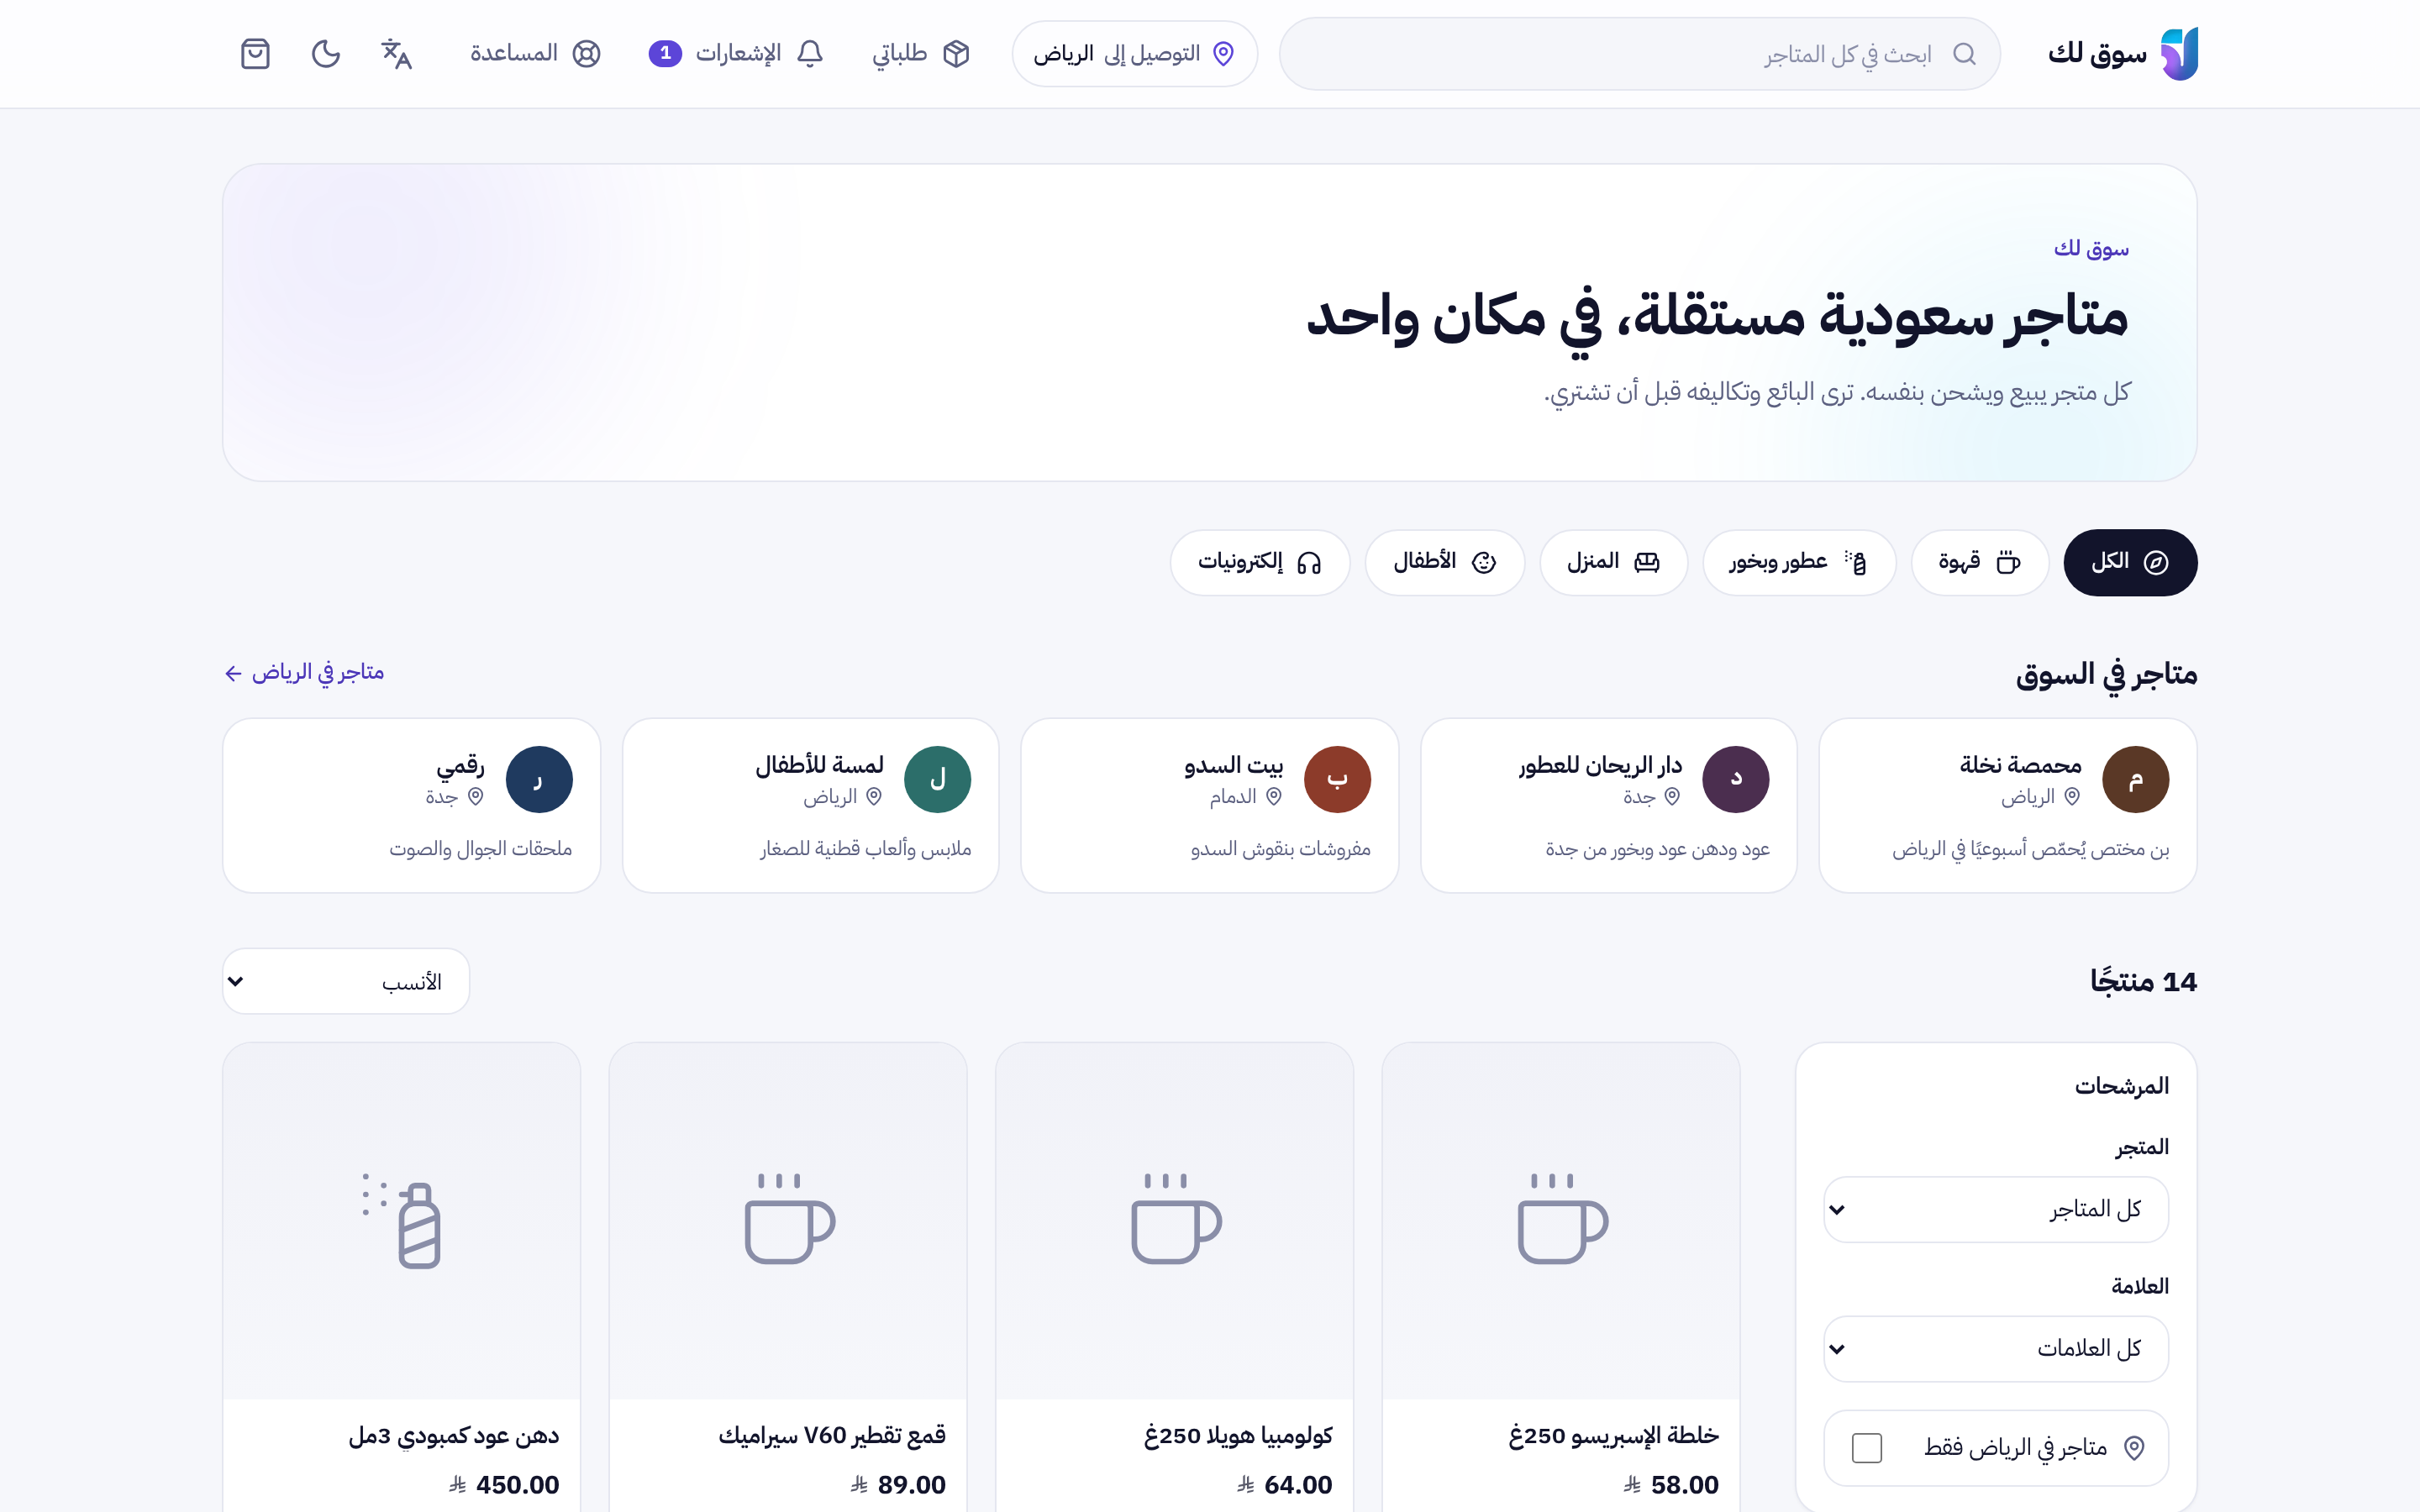 سوق لك
ابحث في كل المتاجر
التوصيل إلى الرياض
طلباتي
الإشعارات 1
المساعدة
سوق لك
متاجر سعودية مستقلة، في مكان واحد
كل متجر يبيع ويشحن بنفسه. ترى البائع وتكاليفه قبل أن تشتري.
الكل
قهوة
عطور وبخور
المنزل
الأطفال
إلكترونيات
متاجر في السوق
متاجر في الرياض
م
محمصة نخلة
الرياض
بن مختص يُحمّص أسبوعيًا في الرياض
د
دار الريحان للعطور
جدة
عود ودهن عود وبخور من جدة
ب
بيت السدو
الدمام
مفروشات بنقوش السدو
ل
لمسة للأطفال
الرياض
ملابس وألعاب قطنية للصغار
ر
رقمي
جدة
ملحقات الجوال والصوت
14 منتجًا
الأنسب
المرشحات
المتجر
كل المتاجر
العلامة
كل العلامات
متاجر في الرياض فقط
خلطة الإسبريسو 250غ
58.00 ⃁
كولومبيا هويلا 250غ
64.00 ⃁
قمع تقطير V60 سيراميك
89.00 ⃁
دهن عود كمبودي 3مل
450.00 ⃁